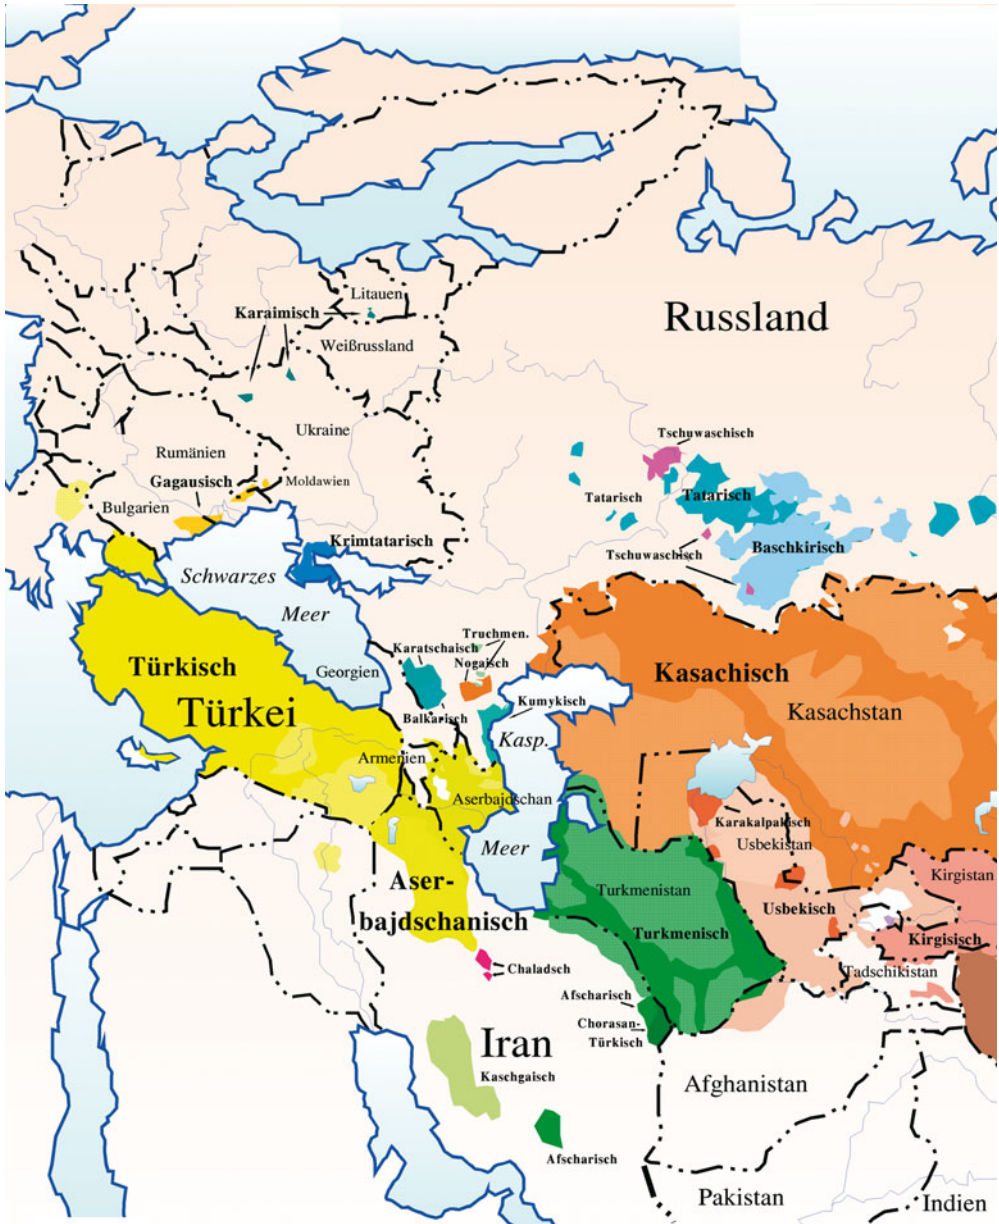 Litauen
Karaimisch
Russland
Weißrussland
Ukraine
Tschuwaschisch
Rumänien
Gagausisch
Moldawien
Tatarisch
Tatarisch
Bulgarien
Krimtatarisch
Baschkirisch
Tschuwaschisch
Schwarzes
Meer
Truchmen.
Karatschaisch
Nogaisch
Georgien
Türkisch
Kasachisch
Türkei
Kumykisch
Balkarisch
Kasachstan
Kasp.
Armenien
Aserbajdschan
Karakalpakisch
Usbekistan
Meer
Kirgistan
Aser-
bajdschanisch
Turkmenistan
Usbekisch
Turkmenisch
Kirgisisch
Chaladsch
Tadschikistan
Afscharisch
Chorasan-
Türkisch
Iran
Kaschgaisch
Afghanistan
Afscharisch
Pakistan
Indien